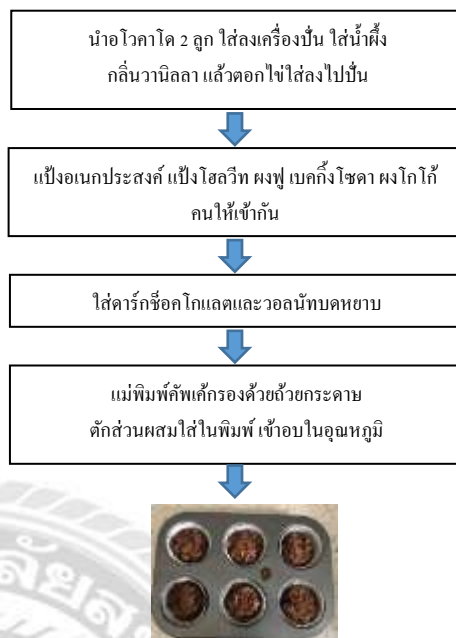 นำอโวคาโด 2 ลูก ใส่ลงเครื่องปั่น ใส่น้ำผึ้ง
กลิ่นวานิลลา แล้วตอกไข่ใส่ลงไปปั่น
แป้งอเนกประสงค์ แป้งโฮลวีท ผงฟู เบคกิ้งโซดา ผงโกโก้
คนให้เข้ากัน
ใส่ดาร์กช็อคโกแลตและวอลนัทบดหยาบ
แม่พิมพ์คัพเค้กรองด้วยถ้วยกระดาษ
ตักส่วนผสมใส่ในพิมพ์ เข้าอบในอุณหภูมิ